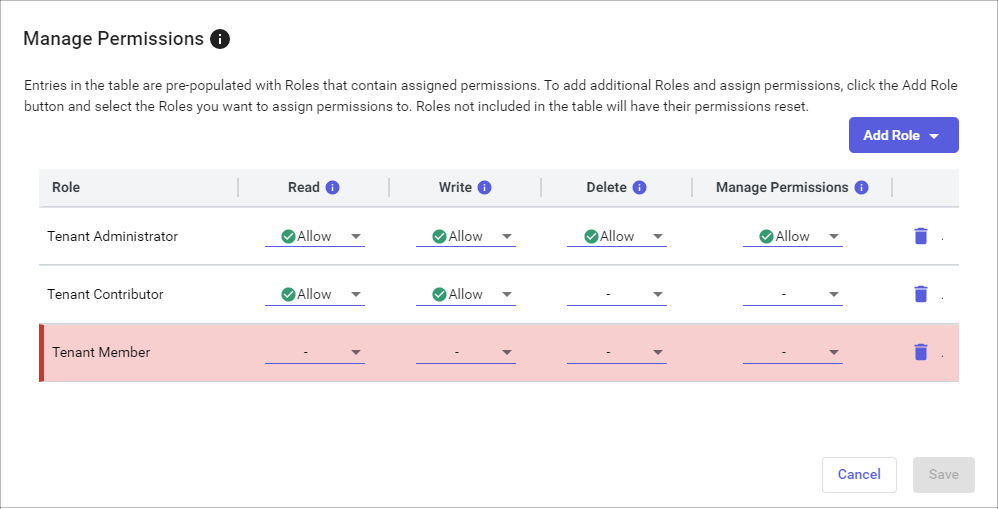 Manage Permissions
Entries in the table are pre-populated with Roles that contain assigned permissions. To add additional Roles and assign permissions, click the Add Role
button and select the Roles you want to assign permissions to. Roles not included in the table will have their permissions reset.
Add Role
Role Read Write Delete Manage Permissions
Tenant Administrator Allow Allow Allow Allow .
Tenant Contributor Allow Allow - - .
Tenant Member - - - - .
Cancel Save